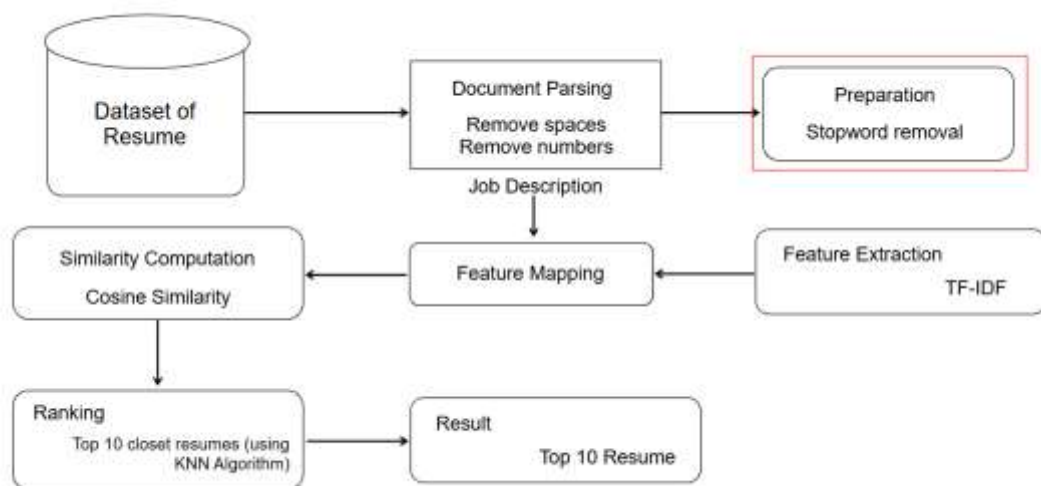 Dataset of
Resume
Document Parsing
Remove spaces
Remove numbers
Preparation
Stopword removal
Job Description
Similarity Computation
Cosine Similarity
Feature Mapping
Feature Extraction
TF-IDF
Ranking
Top 10 closet resumes (using
KNN Algorithm)
Result
Top 10 Resume